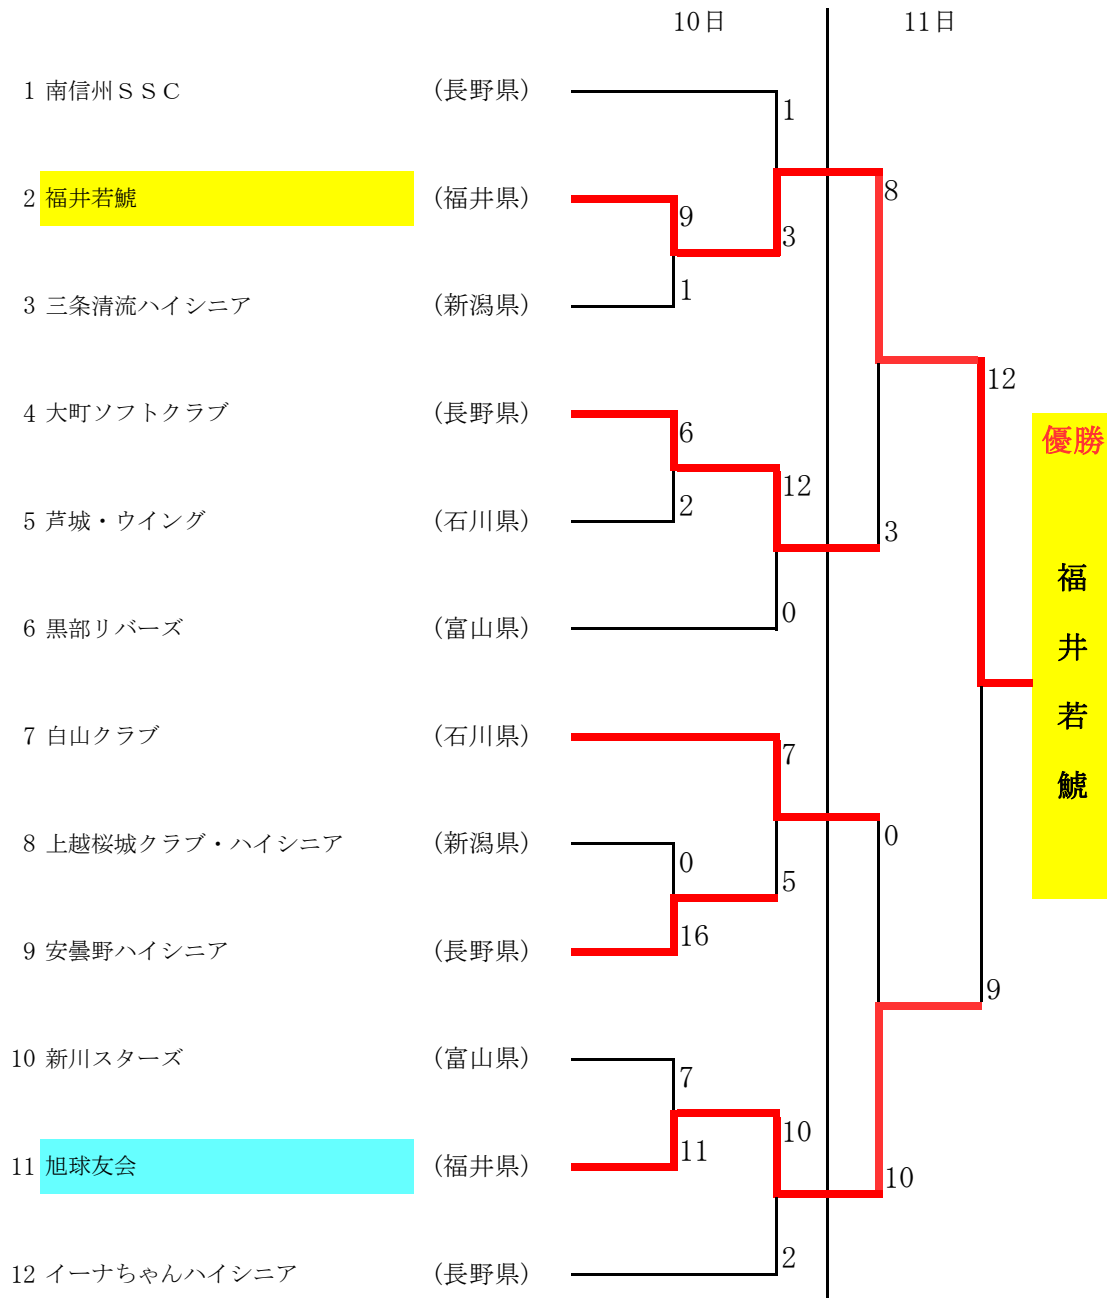 10日 11日
1 南信州ＳＳＣ (長野県)
1
2 福井若鯱 (福井県)
8
9
3
1
3 三条清流ハイシニア (新潟県)
12
4 大町ソフトクラブ (長野県)
6
優勝
12
2
5 芦城・ウイング (石川県)
3
福井若鯱
0
6 黒部リバーズ (富山県)
7 白山クラブ (石川県)
7
0
8 上越桜城クラブ・ハイシニア (新潟県)
0
5
16
9 安曇野ハイシニア (長野県)
9
10 新川スターズ (富山県)
7
10
11
11 旭球友会 (福井県)
10
2
12 イーナちゃんハイシニア (長野県)